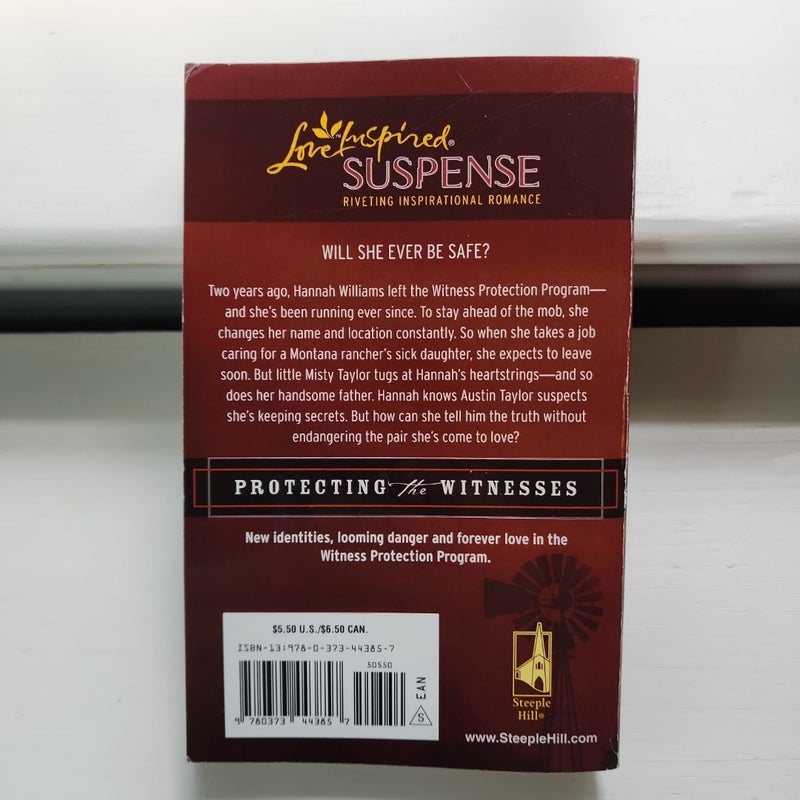 Love Inspired®
SUSPENSE
RIVETING INSPIRATIONAL ROMANCE
WILL SHE EVER BE SAFE?
Two years ago, Hannah Williams left the Witness Protection Program—
and she's been running ever since. To stay ahead of the mob, she
changes her name and location constantly. So when she takes a job
caring for a Montana rancher's sick daughter, she expects to leave
soon. But little Misty Taylor tugs at Hannah's heartstrings—and so
does her handsome father. Hannah knows Austin Taylor suspects
she's keeping secrets. But how can she tell him the truth without
endangering the pair she's come to love?
PROTECTING the WITNESSES
New identities, looming danger and forever love in the
Witness Protection Program.
$5.50 U.S./$6.50 CAN.
ISBN-13:978-0-373-44385-7
50550
9 780373 44385 7
EAN
S
Steeple
Hill®
www.SteepleHill.com